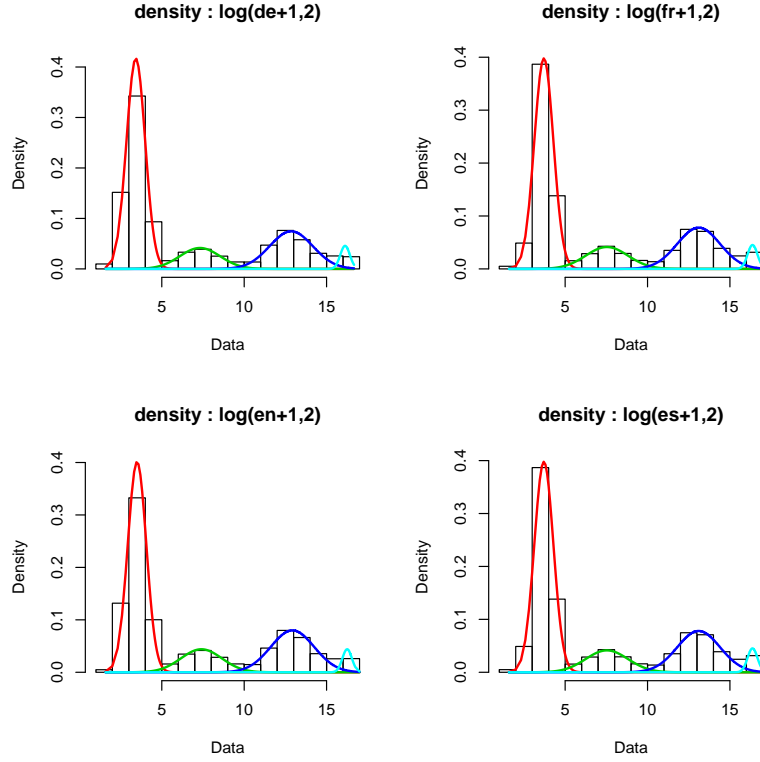 density : log(de+1,2)
Density
0.0 0.1 0.2 0.3 0.4
5 10 15
Data
density : log(fr+1,2)
Density
0.0 0.1 0.2 0.3 0.4
5 10 15
Data
density : log(en+1,2)
Density
0.0 0.1 0.2 0.3 0.4
5 10 15
Data
density : log(es+1,2)
Density
0.0 0.1 0.2 0.3 0.4
5 10 15
Data